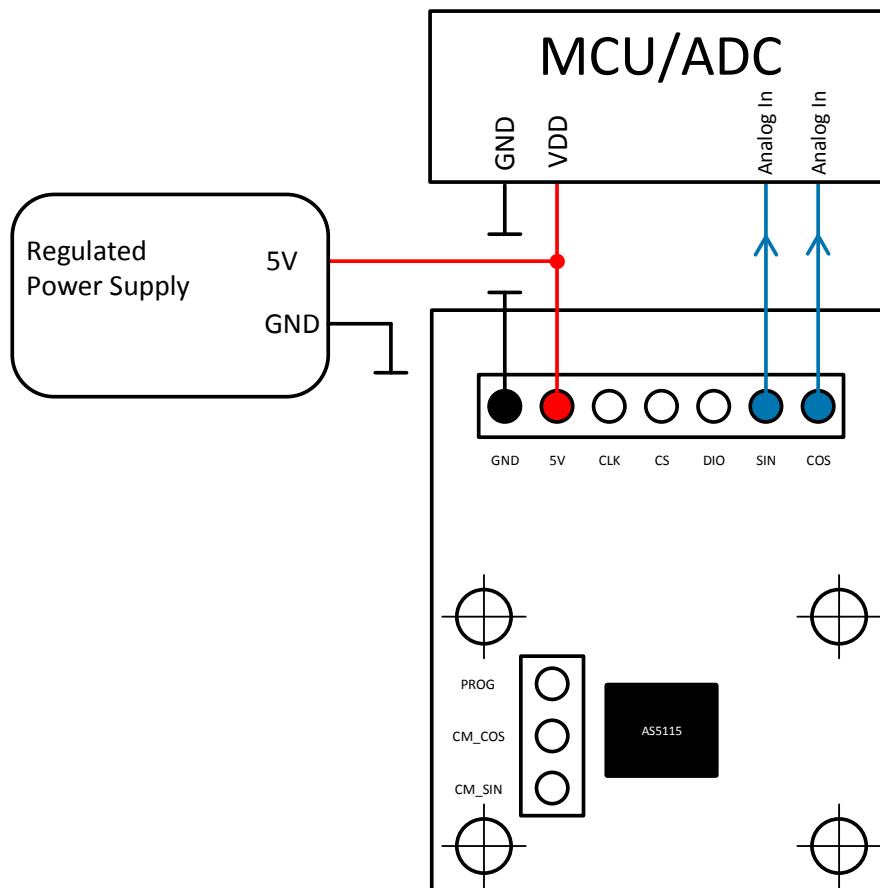 MCU/ADC
GND
VDD
Analog In
Analog In
Regulated
Power Supply
5V
GND
GND
5V
CLK
CS
DIO
SIN
COS
PROG
CM_COS
CM_SIN
AS5115